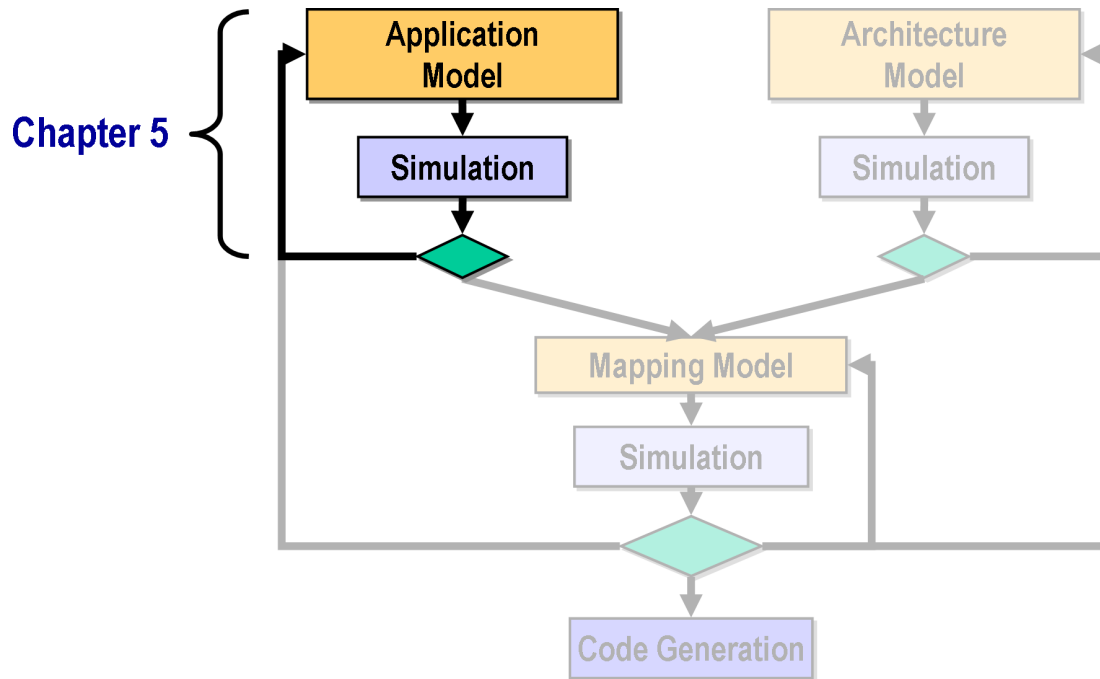 Application
Model
Architecture
Model
Chapter 5
Simulation
Simulation
Mapping Model
Simulation
Code Generation